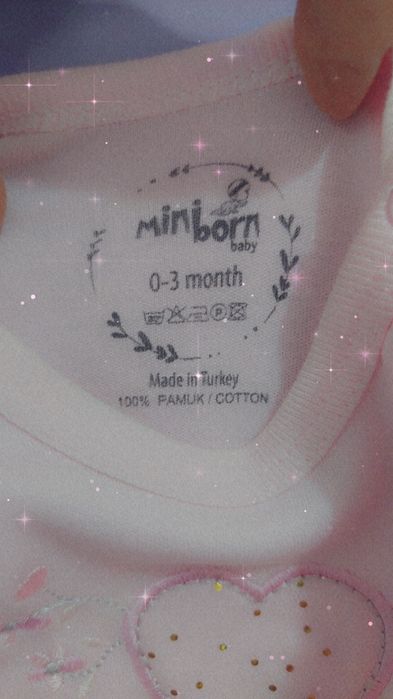 miniborn
baby
0-3 month
Made in Turkey
100% PAMUK / COTTON